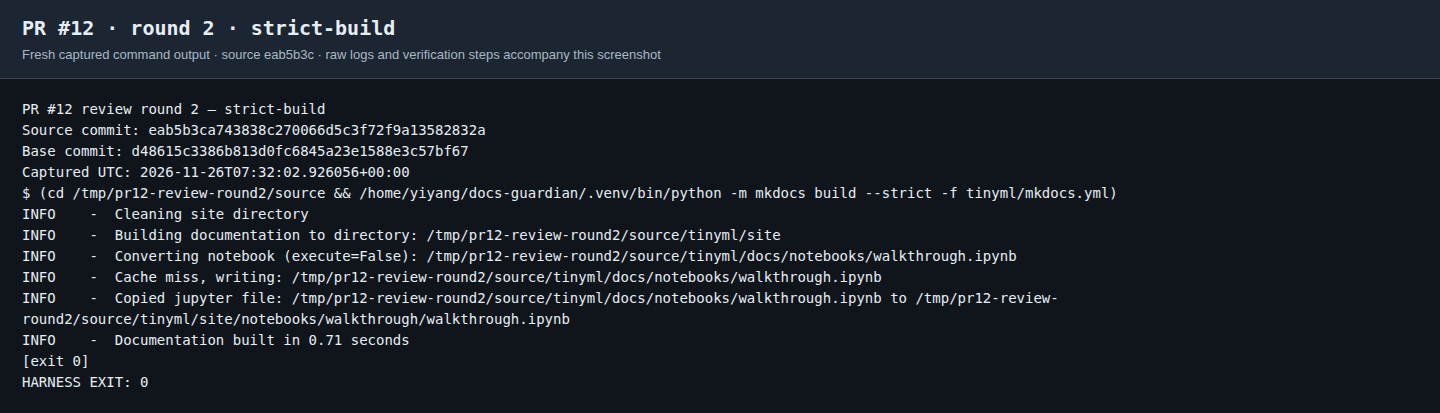 PR #12 · round 2 · strict-build
Fresh captured command output · source eab5b3c · raw logs and verification steps accompany this screenshot
PR #12 review round 2 — strict-build
Source commit: eab5b3ca743838c270066d5c3f72f9a13582832a
Base commit: d48615c3386b813d0fc6845a23e1588e3c57bf67
Captured UTC: 2026-11-26T07:32:02.926056+00:00
$ (cd /tmp/pr12-review-round2/source && /home/yiyang/docs-guardian/.venv/bin/python -m mkdocs build --strict -f tinyml/mkdocs.yml)
INFO    -  Cleaning site directory
INFO    -  Building documentation to directory: /tmp/pr12-review-round2/source/tinyml/site
INFO    -  Converting notebook (execute=False): /tmp/pr12-review-round2/source/tinyml/docs/notebooks/walkthrough.ipynb
INFO    -  Cache miss, writing: /tmp/pr12-review-round2/source/tinyml/docs/notebooks/walkthrough.ipynb
INFO    -  Copied jupyter file: /tmp/pr12-review-round2/source/tinyml/docs/notebooks/walkthrough.ipynb to /tmp/pr12-review-
round2/source/tinyml/site/notebooks/walkthrough/walkthrough.ipynb
INFO    -  Documentation built in 0.71 seconds
[exit 0]
HARNESS EXIT: 0